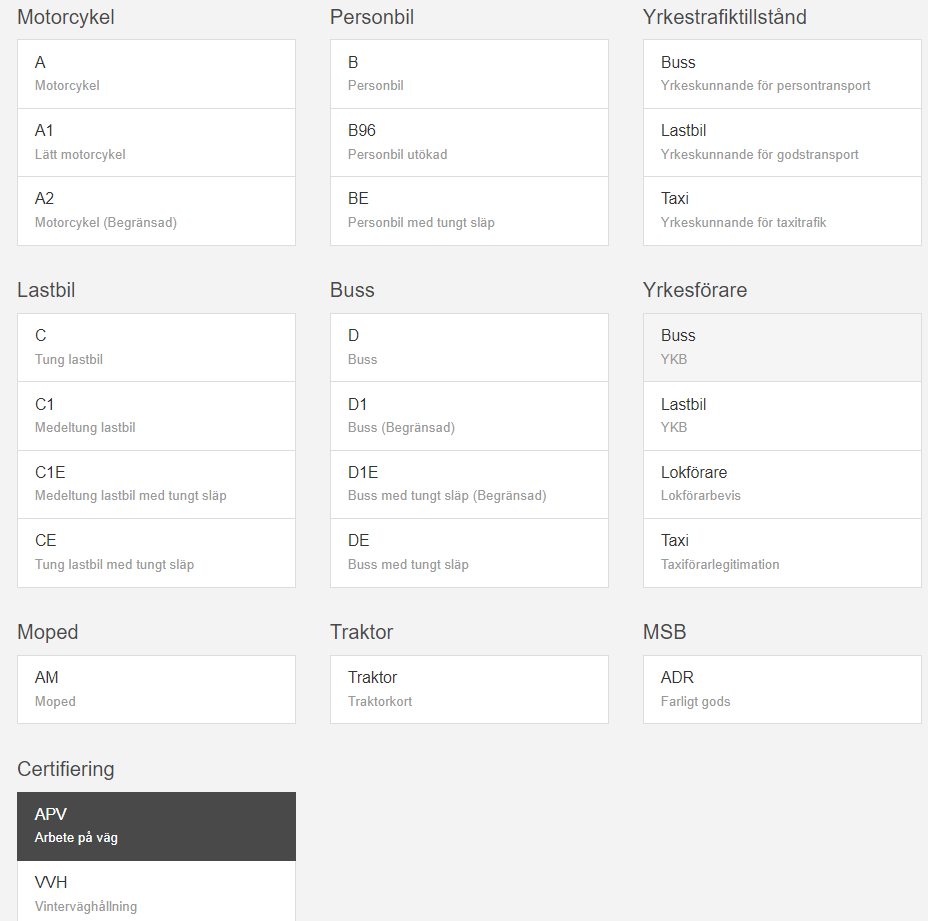 Motorcykel
A
Motorcykel
A1
Lätt motorcykel
A2
Motorcykel (Begränsad)
Personbil
B
Personbil
B96
Personbil utökad
BE
Personbil med tungt släp
Yrkestrafiktillstånd
Buss
Yrkeskunnande för persontransport
Lastbil
Yrkeskunnande för godstransport
Taxi
Yrkeskunnande för taxitrafik
Lastbil
C
Tung lastbil
C1
Medeltung lastbil
C1E
Medeltung lastbil med tungt släp
CE
Tung lastbil med tungt släp
Buss
D
Buss
D1
Buss (Begränsad)
D1E
Buss med tungt släp (Begränsad)
DE
Buss med tungt släp
Yrkesförare
Buss
YKB
Lastbil
YKB
Lokförare
Lokförarbevis
Taxi
Taxiförarlegitimation
Moped
AM
Moped
Traktor
Traktor
Traktorkort
MSB
ADR
Farligt gods
Certifiering
APV
Arbete på väg
VVH
Vinterväghållning